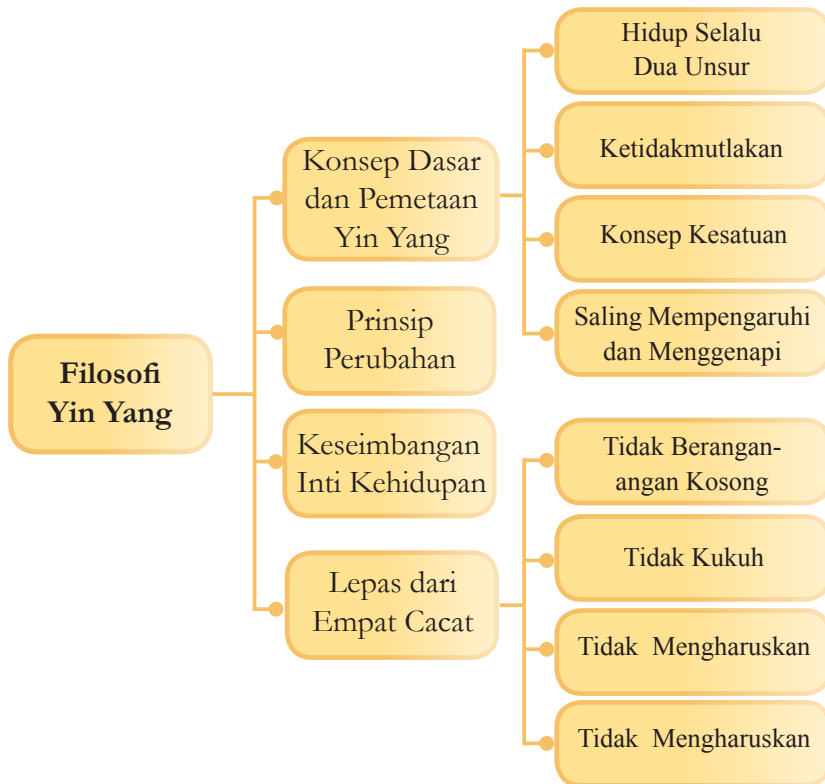 Filosofi
Yin Yang
Konsep Dasar
dan Pemetaan
Yin Yang
Hidup Selalu
Dua Unsur
Ketidakmutlakan
Konsep Kesatuan
Saling Mempengaruhi
dan Menggenapi
Prinsip
Perubahan
Keseimbangan
Inti Kehidupan
Lepas dari
Empat Cacat
Tidak Berangan-
angan Kosong
Tidak Kukuh
Tidak Mengharuskan
Tidak Mengharuskan